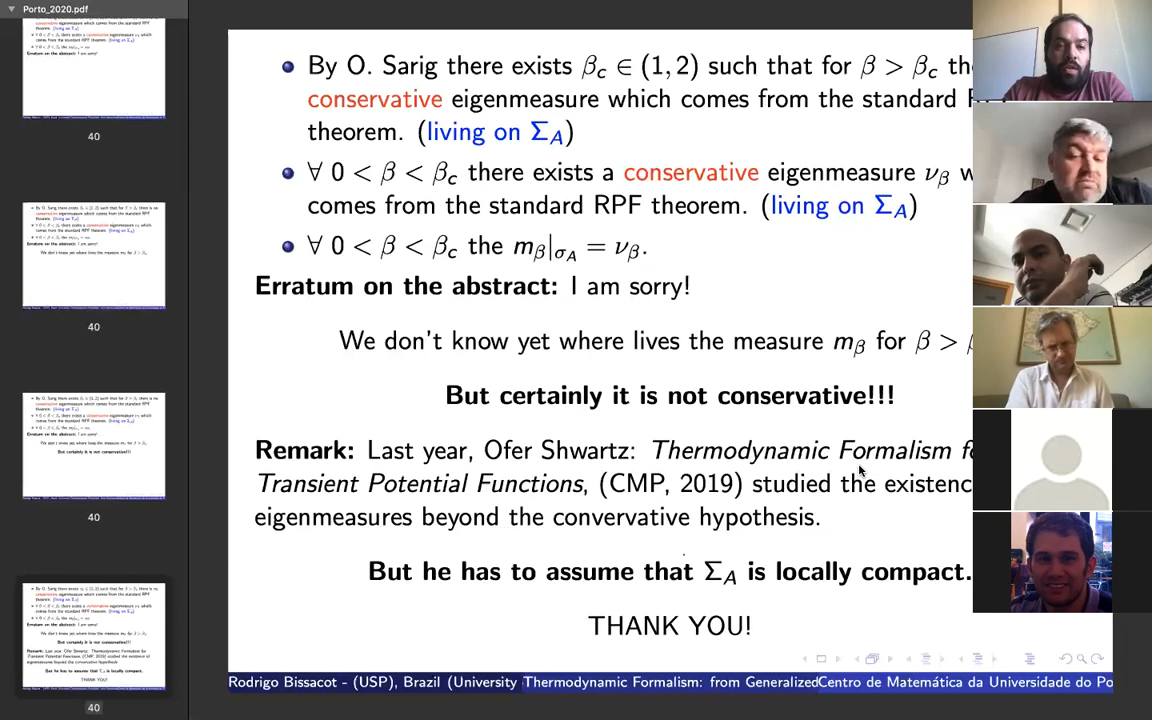 Porto_2020.pdf
40
40
40
40
By O. Sarig there exists βc ∈ (1, 2) such that for β > βc
conservative eigenmeasure which comes from the standard
theorem. (living on ΣA)
∀ 0 < β < βc there exists a conservative eigenmeasure νβ
comes from the standard RPF theorem. (living on ΣA)
∀ 0 < β < βc the mβ|σA = νβ.
Erratum on the abstract: I am sorry!
We don't know yet where lives the measure mβ for β >
But certainly it is not conservative!!!
Remark: Last year, Ofer Shwartz: Thermodynamic Formalism
Transient Potential Functions, (CMP, 2019) studied the
eigenmeasures beyond the convervative hypothesis.
But he has to assume that ΣA is locally compact.
THANK YOU!
Rodrigo Bissacot - (USP), Brazil (University Thermodynamic Formalism: from Generalized Centro de Matemática da Universidade do Po